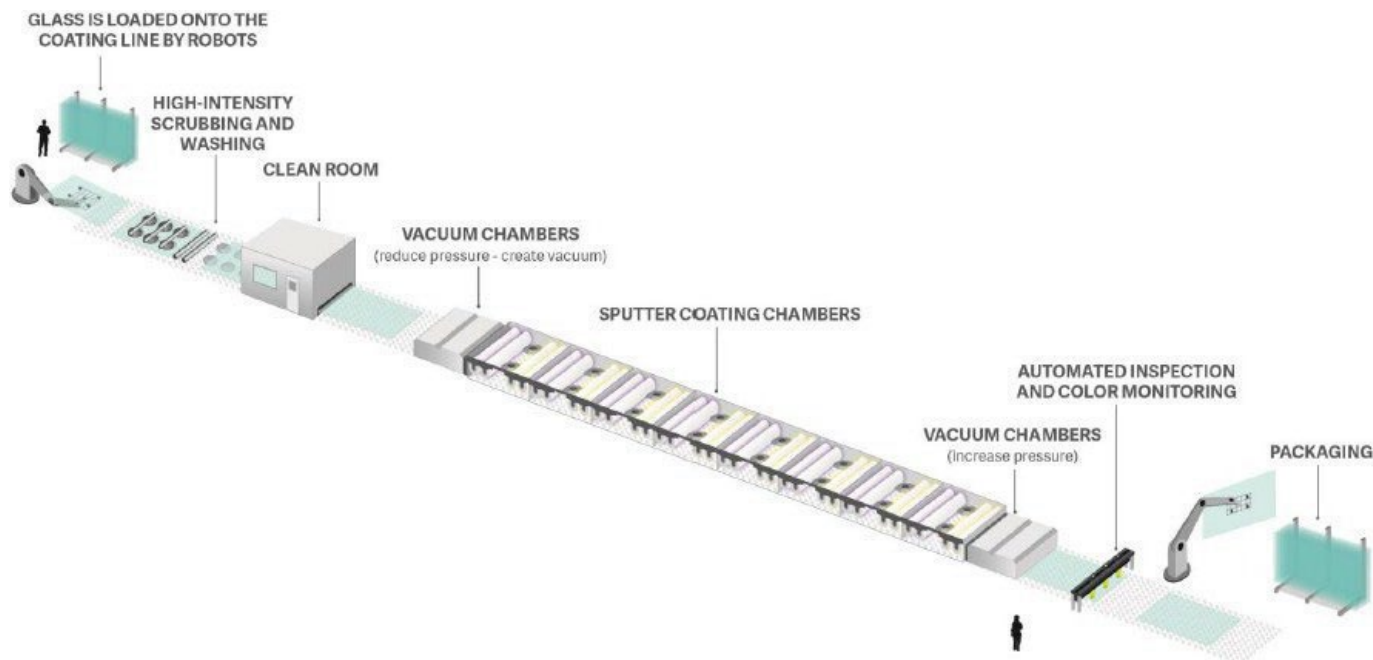 GLASS IS LOADED ONTO THE
COATING LINE BY ROBOTS
HIGH-INTENSITY
SCRUBBING AND
WASHING
CLEAN ROOM
VACUUM CHAMBERS
(reduce pressure - create vacuum)
SPUTTER COATING CHAMBERS
AUTOMATED INSPECTION
AND COLOR MONITORING
VACUUM CHAMBERS
(increase pressure)
PACKAGING